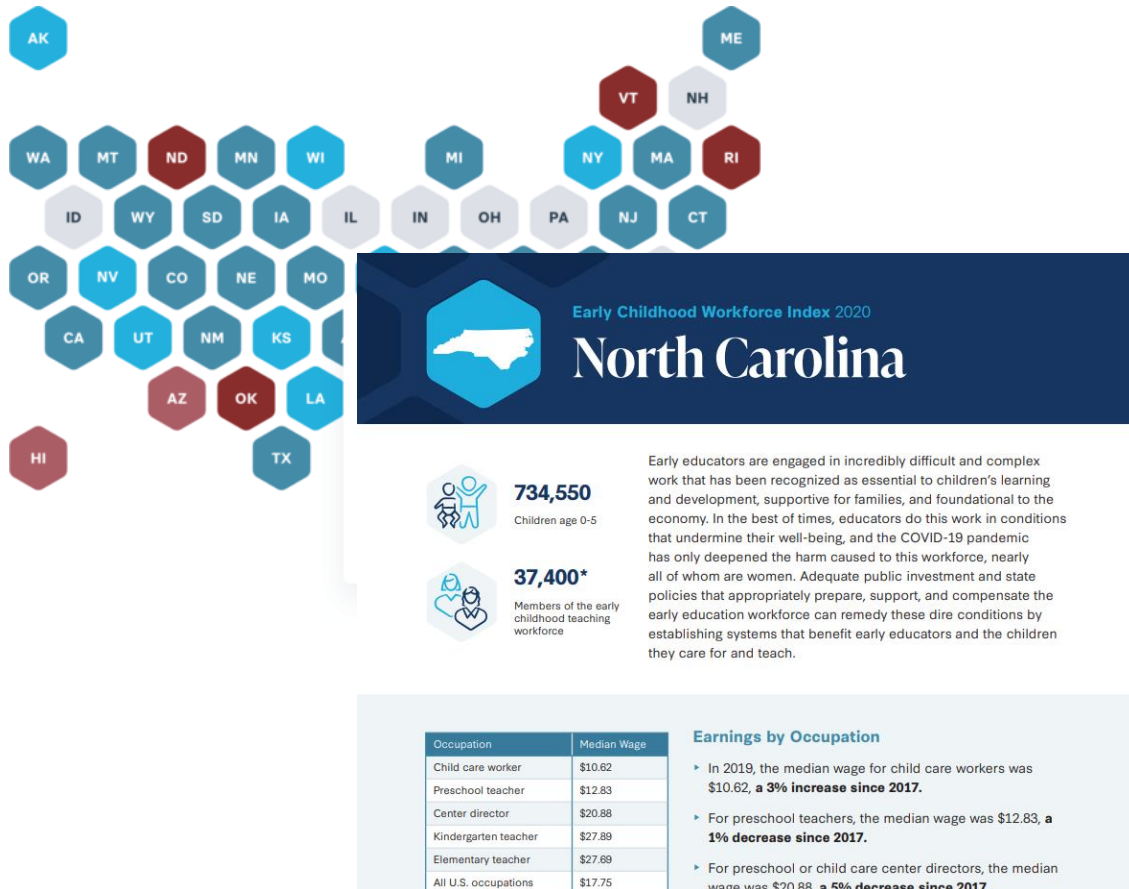 AK
ME
VT
NH
WA
MT
ND
MN
WI
MI
NY
MA
RI
ID
WY
SD
IA
IL
IN
OH
PA
NJ
CT
OR
NV
CO
NE
MO
CA
UT
NM
KS
AZ
OK
LA
HI
TX
Early Childhood Workforce Index 2020
North Carolina
734,550
Children age 0-5
37,400*
Members of the early
childhood teaching
workforce
Early educators are engaged in incredibly difficult and complex
work that has been recognized as essential to children's learning
and development, supportive for families, and foundational to the
economy. In the best of times, educators do this work in conditions
that undermine their well-being, and the COVID-19 pandemic
has only deepened the harm caused to this workforce, nearly
all of whom are women. Adequate public investment and state
policies that appropriately prepare, support, and compensate the
early education workforce can remedy these dire conditions by
establishing systems that benefit early educators and the children
they care for and teach.
Occupation Median Wage
Child care worker $10.62
Preschool teacher $12.83
Center director $20.88
Kindergarten teacher $27.89
Elementary teacher $27.69
All U.S. occupations $17.75
Earnings by Occupation
‣ In 2019, the median wage for child care workers was
$10.62, a 3% increase since 2017.
‣ For preschool teachers, the median wage was $12.83, a
1% decrease since 2017.
‣ For preschool or child care center directors, the median
wage was $20.88, a 5% decrease since 2017.